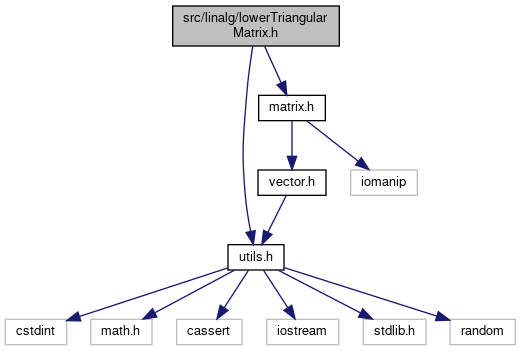 src/linalg/lowerTriangular
Matrix.h
matrix.h
vector.h
iomanip
utils.h
cstdint
math.h
cassert
iostream
stdlib.h
random